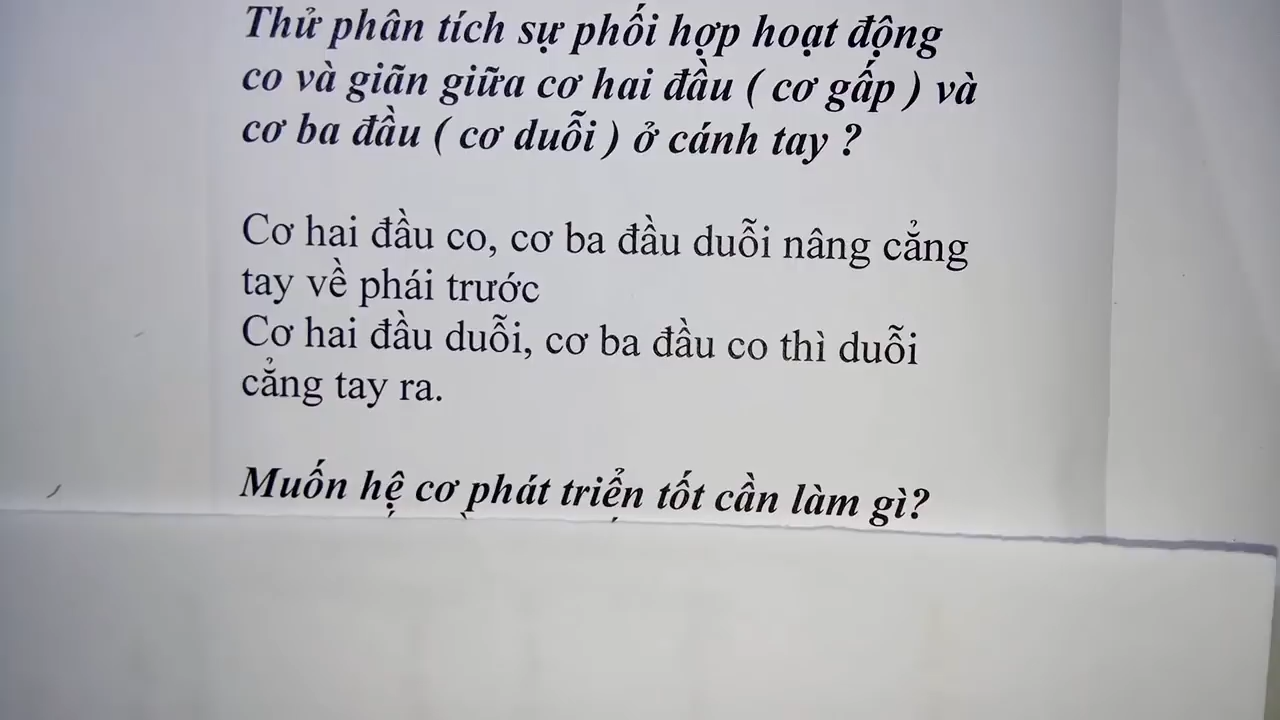 Thử phân tích sự phối hợp hoạt động
co và giãn giữa cơ hai đầu ( cơ gấp ) và
cơ ba đầu ( cơ duỗi ) ở cánh tay ?
Cơ hai đầu co, cơ ba đầu duỗi nâng cẳng
tay về phái trước
Cơ hai đầu duỗi, cơ ba đầu co thì duỗi
cẳng tay ra.
Muốn hệ cơ phát triển tốt cần làm gì?